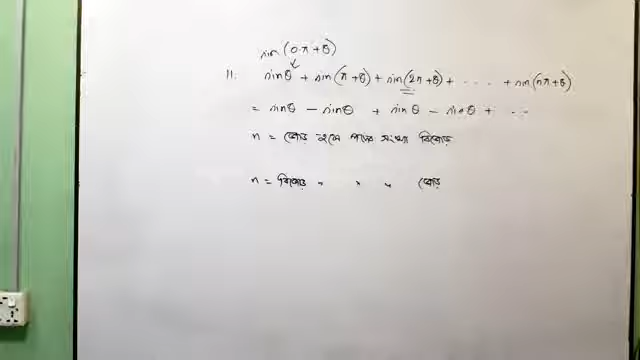 sin(0·π+θ)
11. sinθ + sin(π+θ) + sin(2π+θ) + .... + sin(nπ+θ)
= sinθ − sinθ + sinθ − sinθ + ...
n = জোড় হলে পদের সংখ্যা বিজোড়
n = বিজোড় " " " জোড়